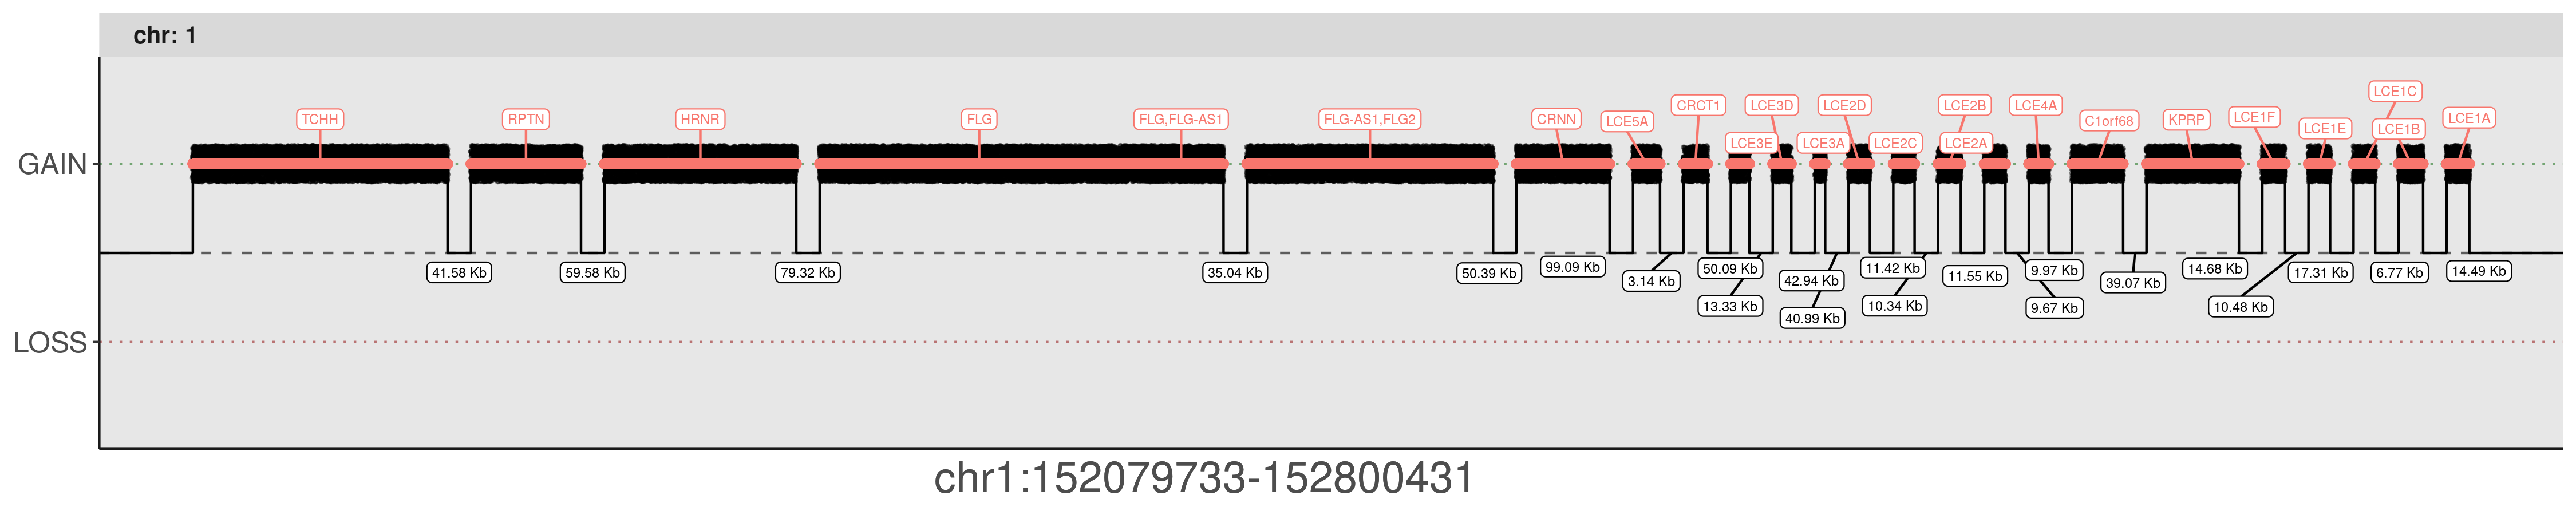 chr: 1
LCE1C
CRCT1 LCE3D LCE2D LCE2B LCE4A
TCHH RPTN HRNR FLG FLG,FLG-AS1 FLG-AS1,FLG2 CRNN LCE5A C1orf68 KPRP LCE1F LCE1E LCE1B LCE1A
LCE3E LCE3A LCE2C LCE2A
GAIN
41.58 Kb 59.58 Kb 79.32 Kb 35.04 Kb 50.39 Kb 99.09 Kb 3.14 Kb 50.09 Kb 42.94 Kb 11.42 Kb 11.55 Kb 9.97 Kb 39.07 Kb 14.68 Kb 17.31 Kb 6.77 Kb 14.49 Kb
13.33 Kb 40.99 Kb 10.34 Kb 9.67 Kb 10.48 Kb
LOSS
chr1:152079733-152800431